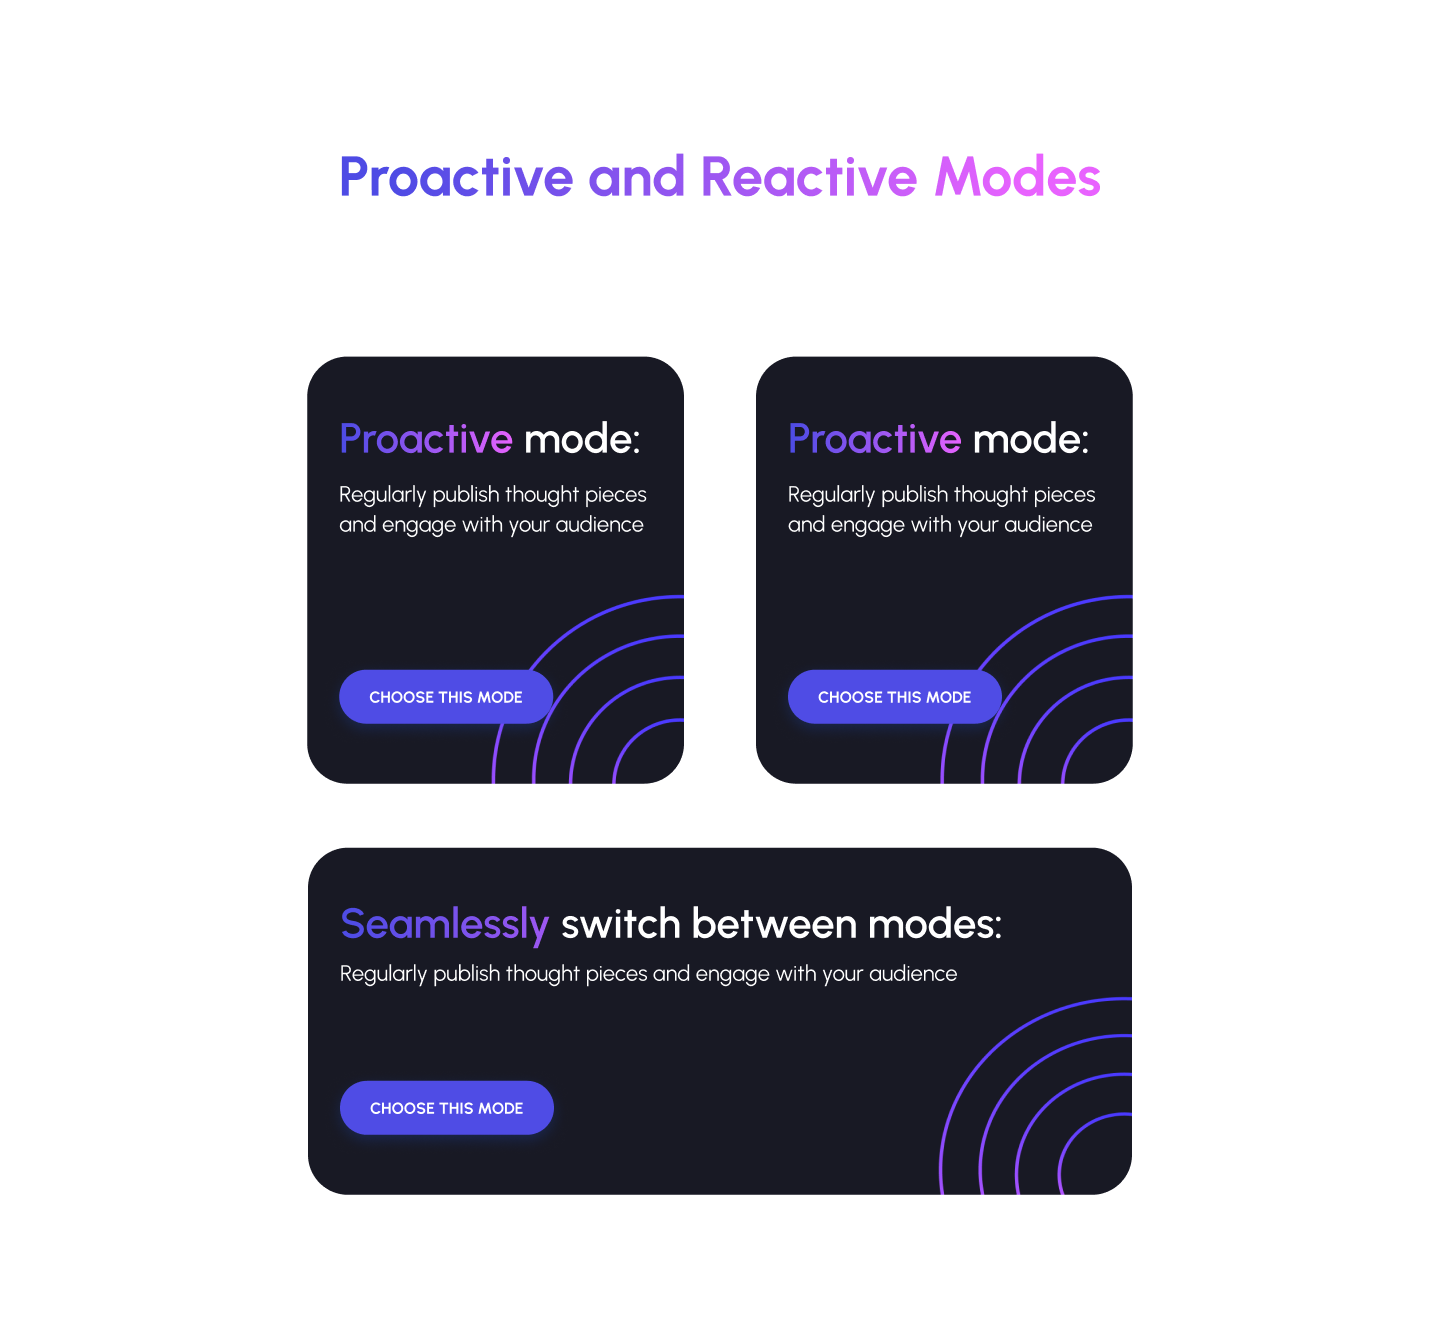 Proactive and Reactive Modes
Proactive mode:
Regularly publish thought pieces
and engage with your audience
CHOOSE THIS MODE
Proactive mode:
Regularly publish thought pieces
and engage with your audience
CHOOSE THIS MODE
Seamlessly switch between modes:
Regularly publish thought pieces and engage with your audience
CHOOSE THIS MODE